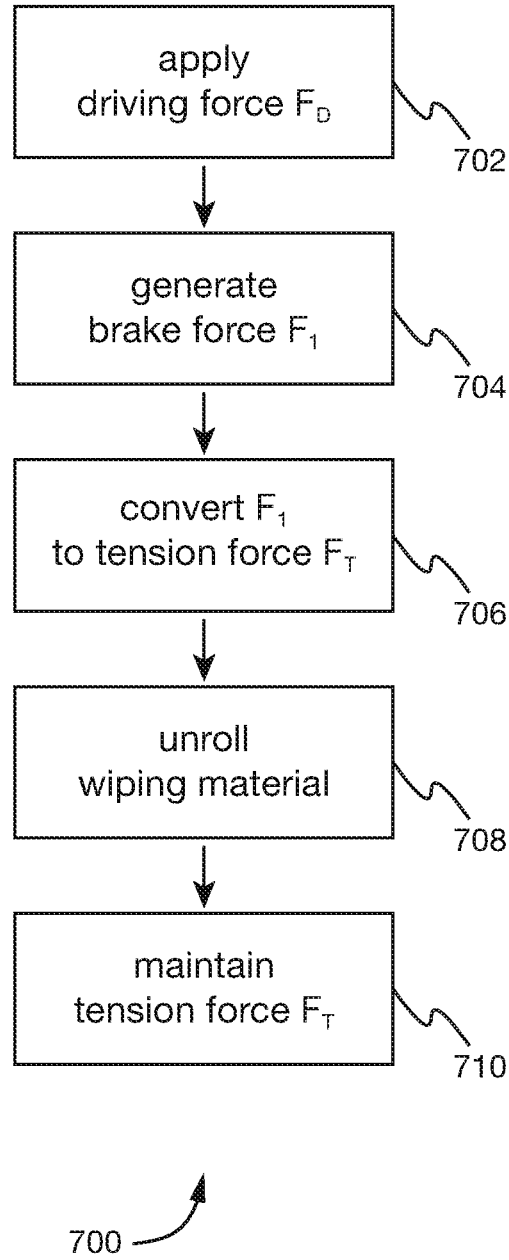 apply
driving force F_D
702
generate
brake force F_1
704
convert F_1
to tension force F_T
706
unroll
wiping material
708
maintain
tension force F_T
710
700